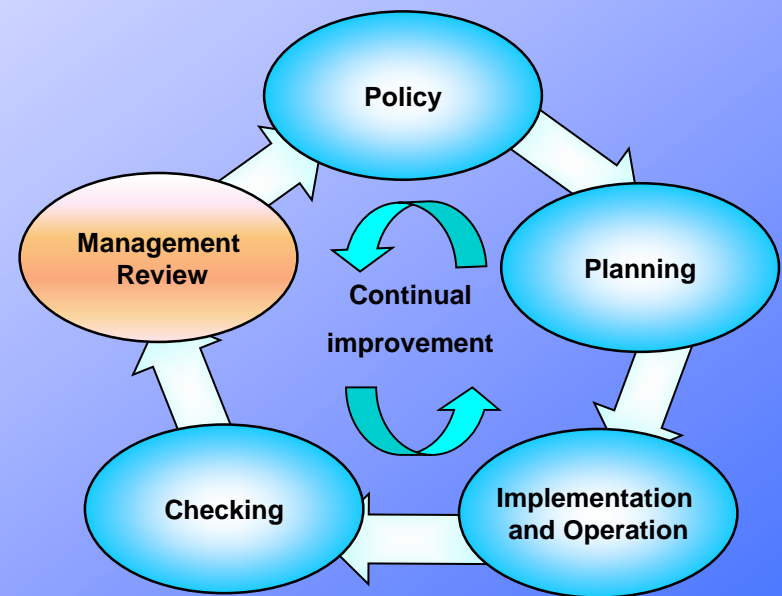 Policy
Management
Review
Planning
Continual
improvement
Checking
Implementation
and Operation